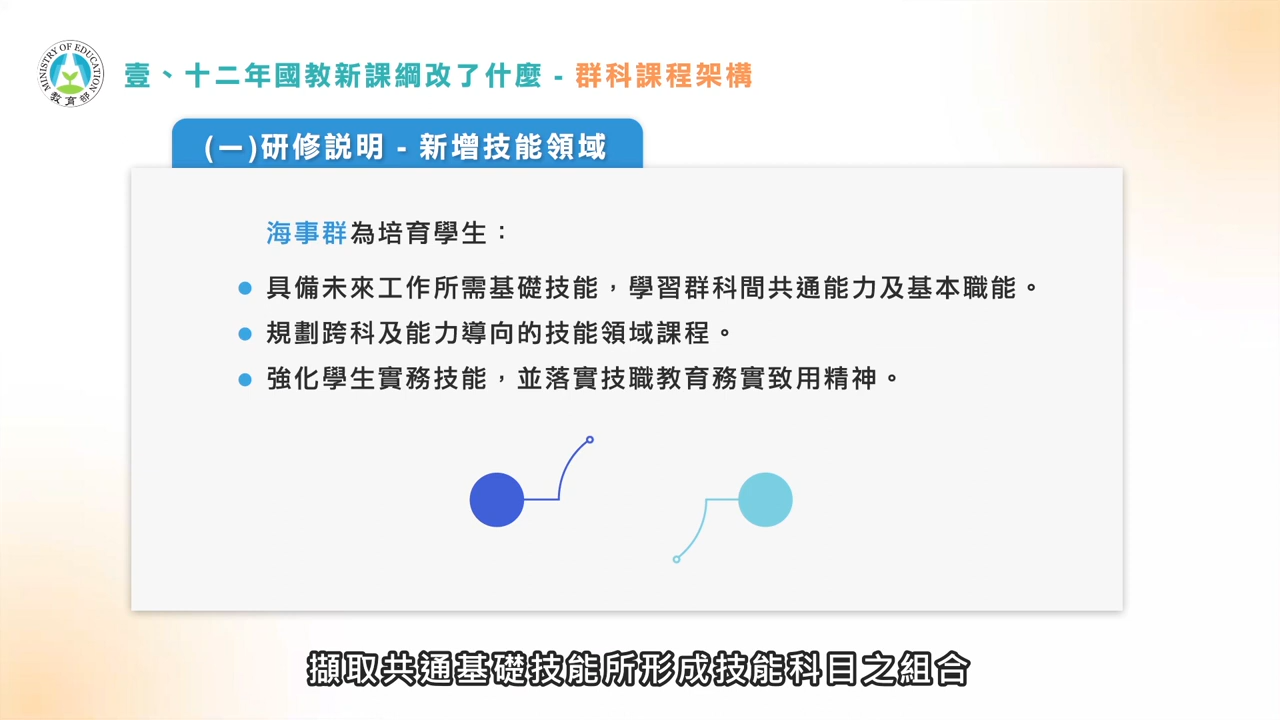 MINISTRY OF EDUCATION
教育部
壹、十二年國教新課綱改了什麼 - 群科課程架構
(一)研修説明 - 新增技能領域
海事群為培育學生：
具備未來工作所需基礎技能，學習群科間共通能力及基本職能。
規劃跨科及能力導向的技能領域課程。
強化學生實務技能，並落實技職教育務實致用精神。
擷取共通基礎技能所形成技能科目之組合